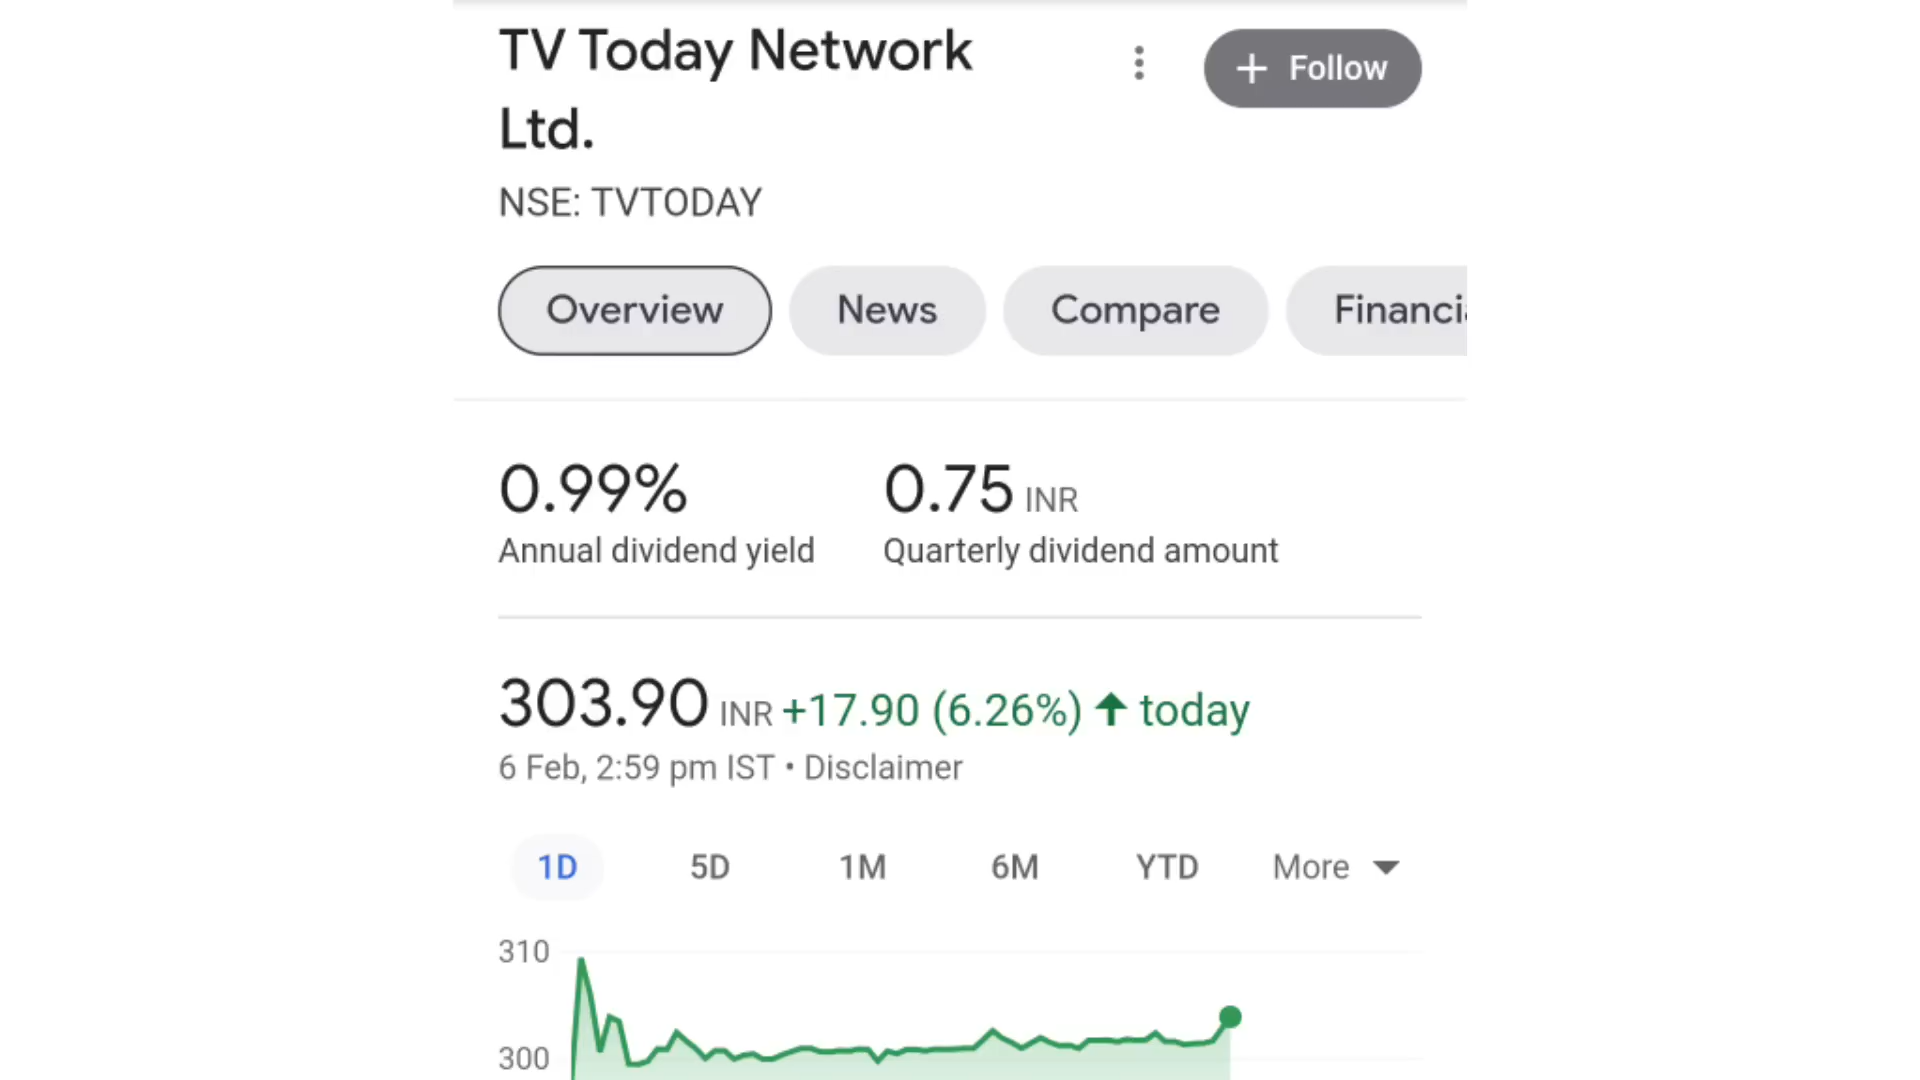 TV Today Network
Ltd.
+ Follow
NSE: TVTODAY
Overview News Compare Financi
0.99% 0.75 INR
Annual dividend yield Quarterly dividend amount
303.90 INR +17.90 (6.26%) ↑ today
6 Feb, 2:59 pm IST • Disclaimer
1D 5D 1M 6M YTD More
310
300